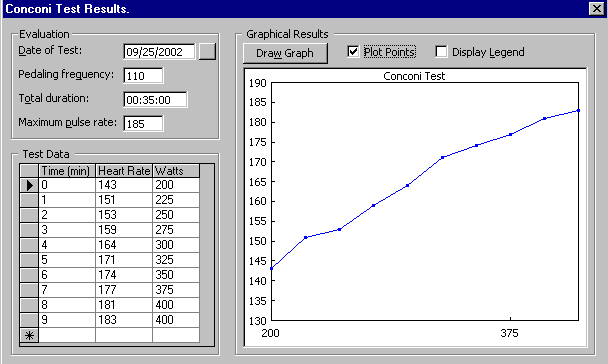 Conconi Test Results.
Evaluation
Date of Test: 09/25/2002
Pedaling frequency: 110
Total duration: 00:35:00
Maximum pulse rate: 185
Test Data
Time (min) Heart Rate Watts
0 143 200
1 151 225
2 153 250
3 159 275
4 164 300
5 171 325
6 174 350
7 177 375
8 181 400
9 183 400
Graphical Results
Draw Graph Plot Points Display Legend
Conconi Test
190
185
180
175
170
165
160
155
150
145
140
135
130
200 375